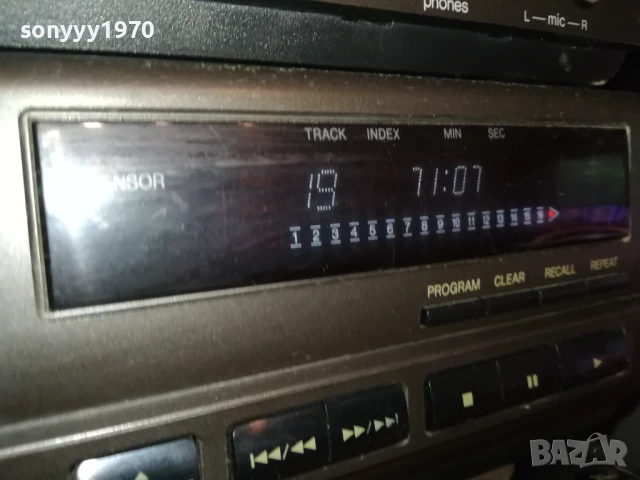 sonyyy1970
phones
L—mic—R
TRACK INDEX MIN SEC
19 71:07
1 2 3 4 5 6 7 8 9 10 11 12 13 14 15 16
PROGRAM CLEAR RECALL REPEAT
BAZAR